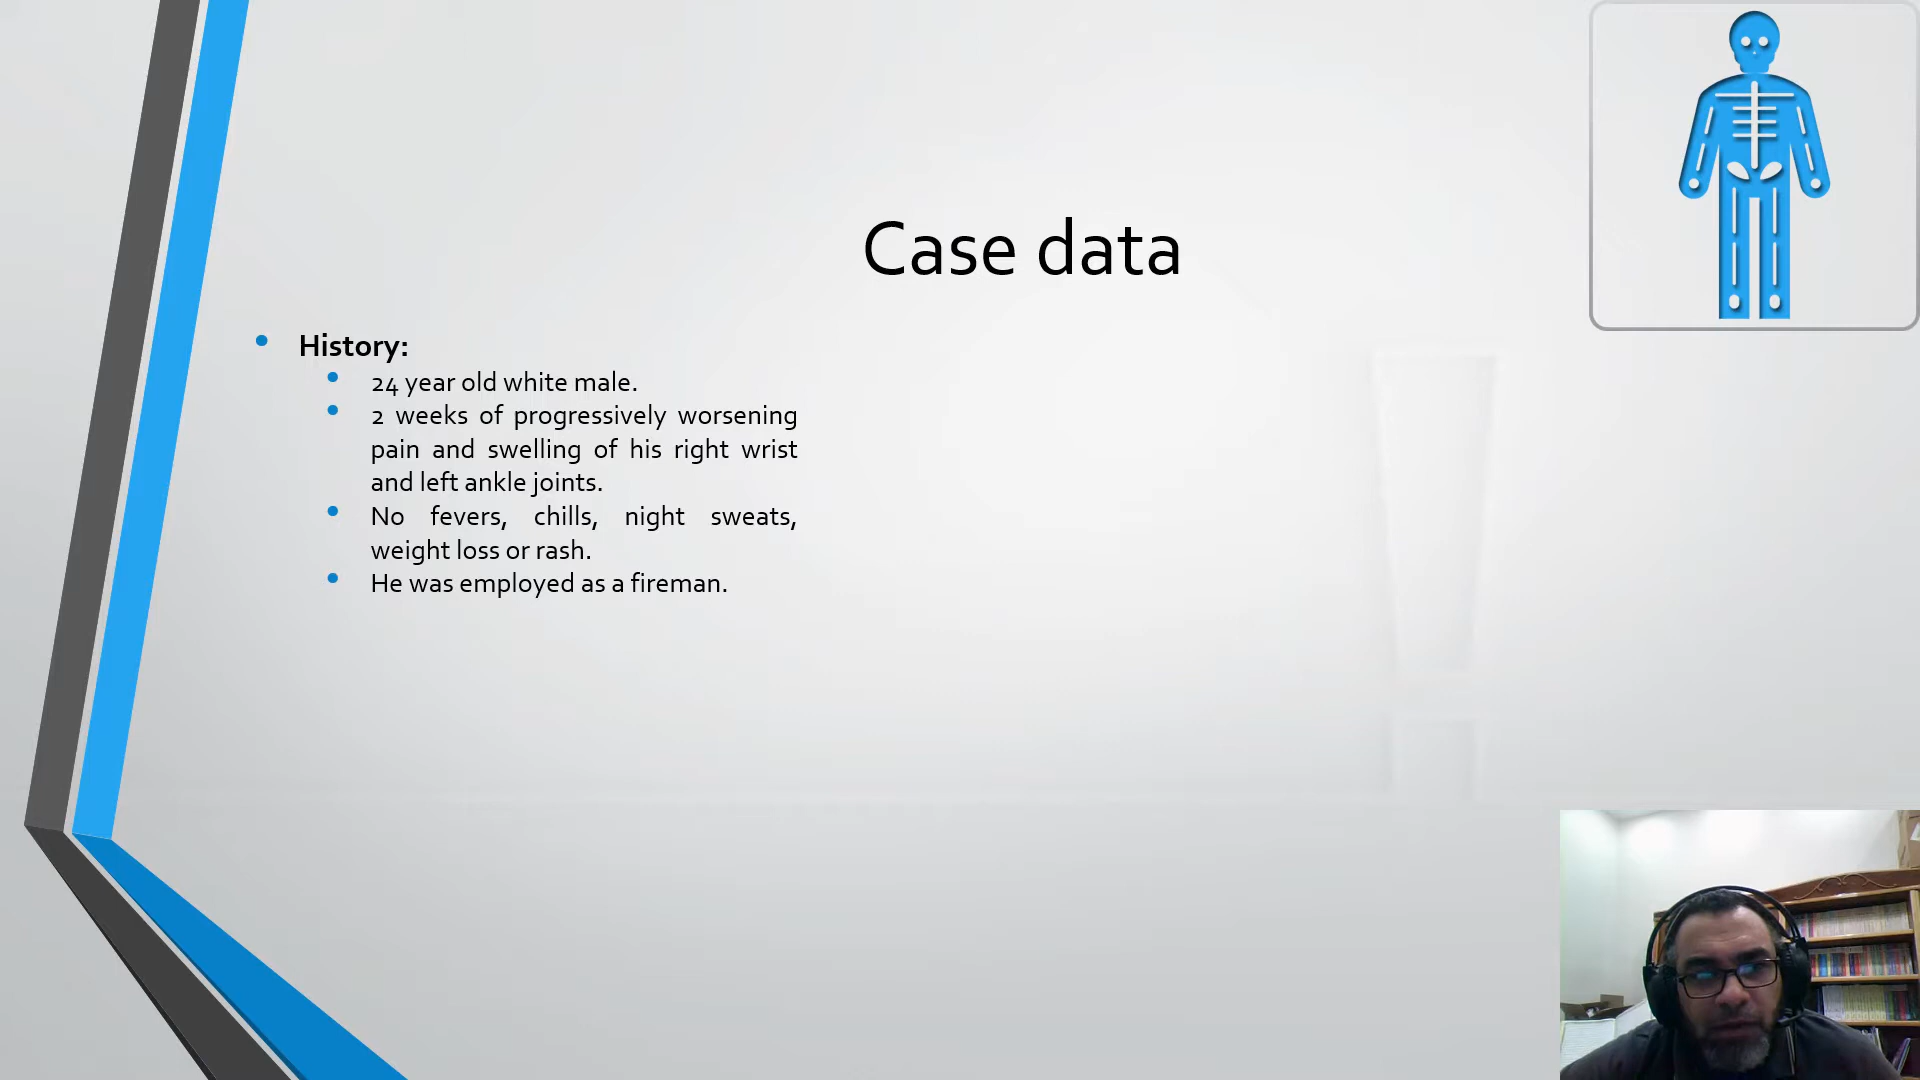 Case data
History:
24 year old white male.
2 weeks of progressively worsening
pain and swelling of his right wrist
and left ankle joints.
No fevers, chills, night sweats,
weight loss or rash.
He was employed as a fireman.